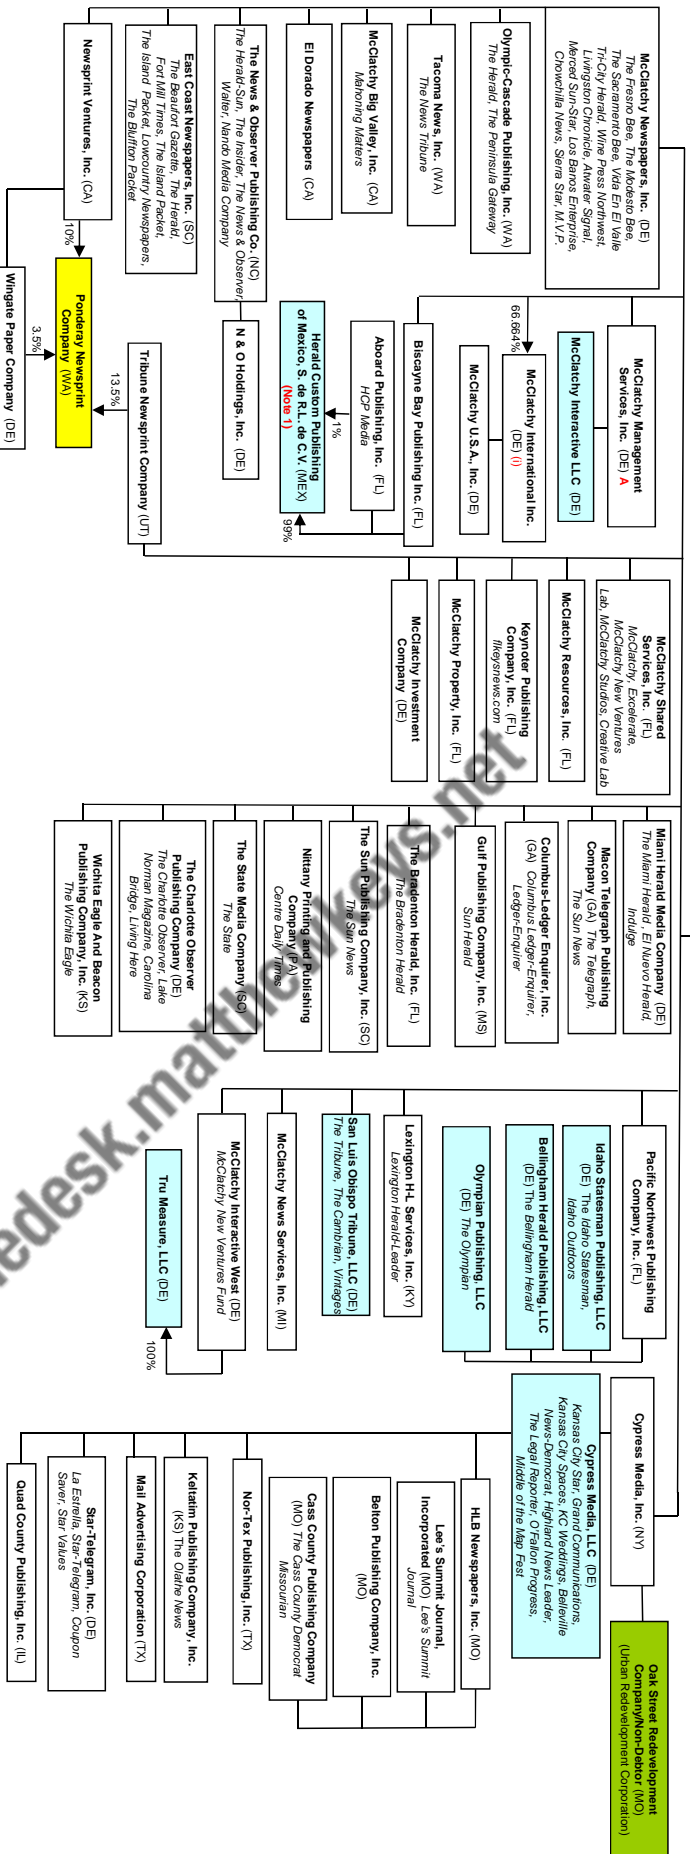 McClatchy Newspapers, Inc. (DE)
The Fresno Bee, The Modesto Bee,
The Sacramento Bee, Vida En El Valle
Tri-City Herald, Wine Press Northwest,
Livingston Chronicle, Atwater Signal,
Merced Sun-Star, Los Banos Enterprise,
Chowchilla News, Sierra Star, M.V.P.
Olympic-Cascade Publishing, Inc. (WA)
The Herald, The Peninsula Gateway
Tacoma News, Inc. (WA)
The News Tribune
McClatchy Big Valley, Inc. (CA)
Mahoning Matters
El Dorado Newspapers (CA)
The News & Observer Publishing Co. (NC)
The Herald-Sun, The Insider, The News & Observer,
Walter, Nando Media Company
East Coast Newspapers, Inc. (SC)
The Beaufort Gazette, The Herald,
Fort Mill Times, The Island Packet,
The Island Packet, Lowcountry Newspapers,
The Bluffton Packet
Newsprint Ventures, Inc. (CA)
10%
Ponderay Newsprint
Company (WA)
3.5%
Wingate Paper Company (DE)
13.5%
Tribune Newsprint Company (UT)
McClatchy Management
Services, Inc. (DE) A
McClatchy Interactive LLC (DE)
66.664%
McClatchy International Inc.
(DE) (i)
McClatchy U.S.A., Inc. (DE)
Biscayne Bay Publishing Inc. (FL)
Aboard Publishing, Inc. (FL)
HCP Media
1%
99%
Herald Custom Publishing
of Mexico, S. de R.L. de C.V. (MEX)
(Note 1)
N & O Holdings, Inc. (DE)
McClatchy Shared
Services, Inc. (FL)
McClatchy, Excelerate,
McClatchy New Ventures
Lab, McClatchy Studios, Creative Lab
McClatchy Resources, Inc. (FL)
Keynoter Publishing
Company, Inc. (FL)
flkeysnews.com
McClatchy Property, Inc. (FL)
McClatchy Investment
Company (DE)
Miami Herald Media Company (DE)
The Miami Herald, El Nuevo Herald,
Indulge
Macon Telegraph Publishing
Company (GA) The Telegraph,
The Sun News
Columbus-Ledger Enquirer, Inc.
(GA) Columbus Ledger-Enquirer,
Ledger-Enquirer
Gulf Publishing Company, Inc. (MS)
Sun Herald
The Bradenton Herald, Inc. (FL)
The Bradenton Herald
The Sun Publishing Company, Inc. (SC)
The Sun News
Nittany Printing and Publishing
Company (PA)
Centre Daily Times
The State Media Company (SC)
The State
The Charlotte Observer
Publishing Company (DE)
The Charlotte Observer, Lake
Norman Magazine, Carolina
Bridge, Living Here
Wichita Eagle And Beacon
Publishing Company, Inc. (KS)
The Wichita Eagle
Pacific Northwest Publishing
Company, Inc. (FL)
Idaho Statesman Publishing, LLC
(DE) The Idaho Statesman,
Idaho Outdoors
Bellingham Herald Publishing, LLC
(DE) The Bellingham Herald
Olympian Publishing, LLC
(DE) The Olympian
Lexington H-L Services, Inc. (KY)
Lexington Herald-Leader
San Luis Obispo Tribune, LLC (DE)
The Tribune, The Cambrian, Vintages
McClatchy News Services, Inc. (MI)
McClatchy Interactive West (DE)
McClatchy New Ventures Fund
100%
Tru Measure, LLC (DE)
Cypress Media, Inc. (NY)
Oak Street Redevelopment
Company/Non-Debtor (MO)
(Urban Redevelopment Corporation)
Cypress Media, LLC (DE)
Kansas City Star, Grand Communications,
Kansas City Spaces, KC Weddings, Belleville
News-Democrat, Highland News Leader,
The Legal Reporter, O'Fallon Progress,
Middle of the Map Fest
HLB Newspapers, Inc. (MO)
Lee's Summit Journal,
Incorporated (MO) Lee's Summit
Journal
Belton Publishing Company, Inc.
(MO)
Cass County Publishing Company
(MO) The Cass County Democrat
Missourian
Nor-Tex Publishing, Inc. (TX)
Keltatim Publishing Company, Inc.
(KS) The Olathe News
Mail Advertising Corporation (TX)
Star-Telegram, Inc. (DE)
La Estrella, Star-Telegram, Coupon
Saver, Star Values
Quad County Publishing, Inc. (IL)
edesk.matthewkeys.net